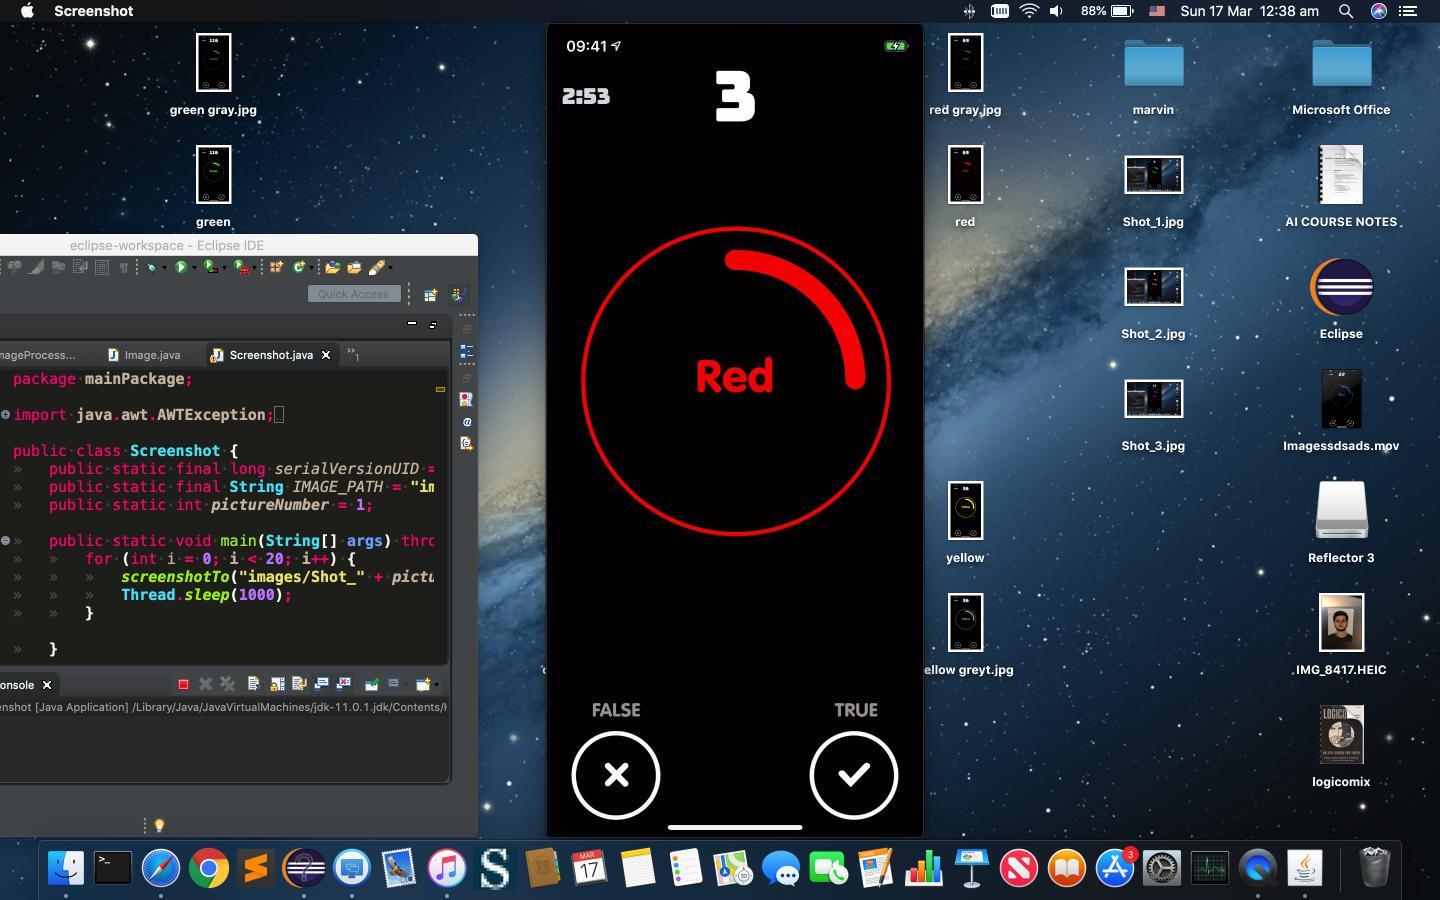 Screenshot
88%
Sun 17 Mar 12:38 am
green gray.jpg
green
eclipse-workspace - Eclipse IDE
Quick Access
Image.java
Screenshot.java
1
package mainPackage;
import java.awt.AWTException;
public class Screenshot {
public static final long serialVersionUID =
public static final String IMAGE_PATH = "im
public static int pictureNumber = 1;
public static void main(String[] args) thro
for (int i = 0; i < 20; i++) {
screenshotTo("images/Shot_" + pictu
Thread.sleep(1000);
}
}
onsole
enshot [Java Application] /Library/Java/JavaVirtualMachines/jdk-11.0.1.jdk/Contents/
09:41
2:53
3
Red
FALSE
TRUE
red gray.jpg
red
yellow
ellow greyt.jpg
marvin
Shot_1.jpg
Shot_2.jpg
Shot_3.jpg
Microsoft Office
AI COURSE NOTES
Eclipse
Imagessdsads.mov
Reflector 3
IMG_8417.HEIC
LOGICO
logicomix
MAR
17
3